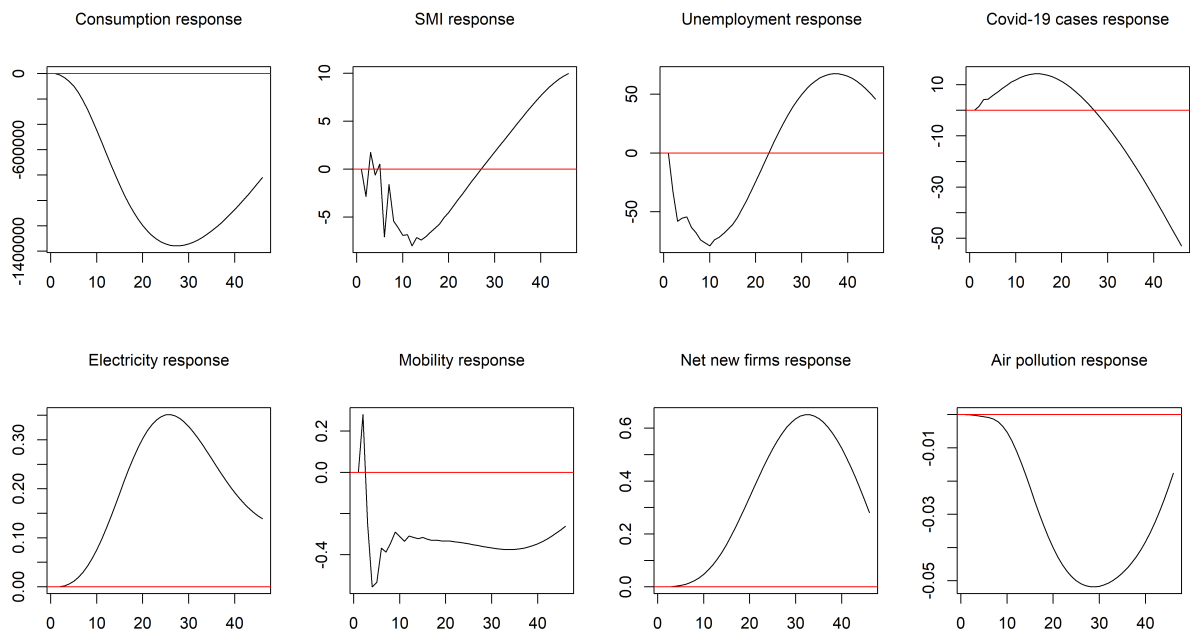 Consumption response
SMI response
Unemployment response
Covid-19 cases response
0
-600000
-1400000
0 10 20 30 40
10
5
0
-5
0 10 20 30 40
50
0
-50
0 10 20 30 40
10
-10
-30
-50
0 10 20 30 40
Electricity response
Mobility response
Net new firms response
Air pollution response
0.30
0.20
0.10
0.00
0 10 20 30 40
0.2
0.0
-0.4
0 10 20 30 40
0.6
0.4
0.2
0.0
0 10 20 30 40
-0.01
-0.03
-0.05
0 10 20 30 40